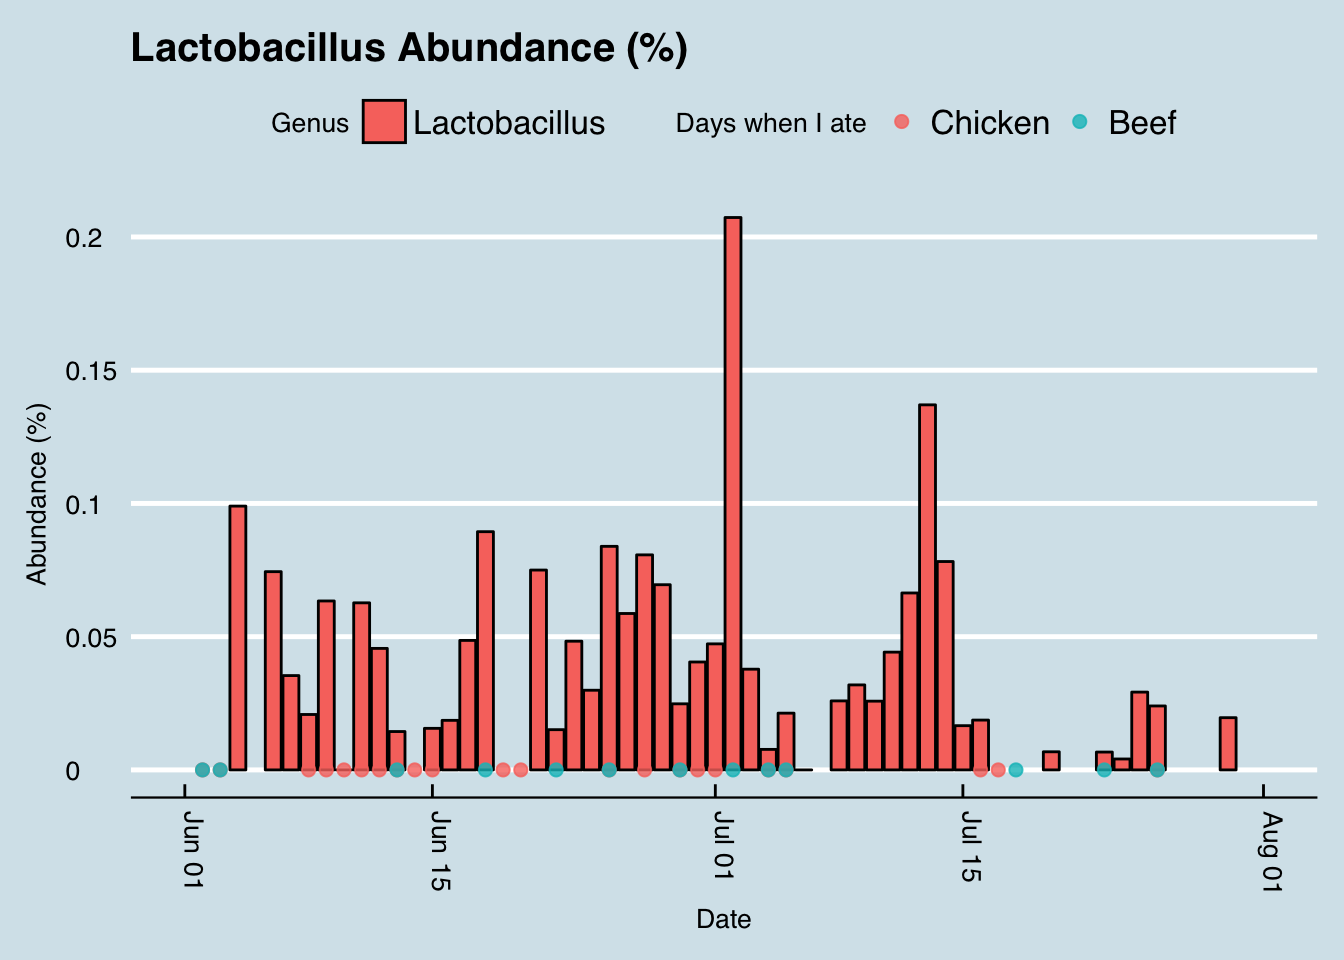 Lactobacillus Abundance (%)
Genus Lactobacillus Days when I ate Chicken Beef
0.2
0.15
0.1
0.05
0
Abundance (%)
Jun 01 Jun 15 Jul 01 Jul 15 Aug 01
Date